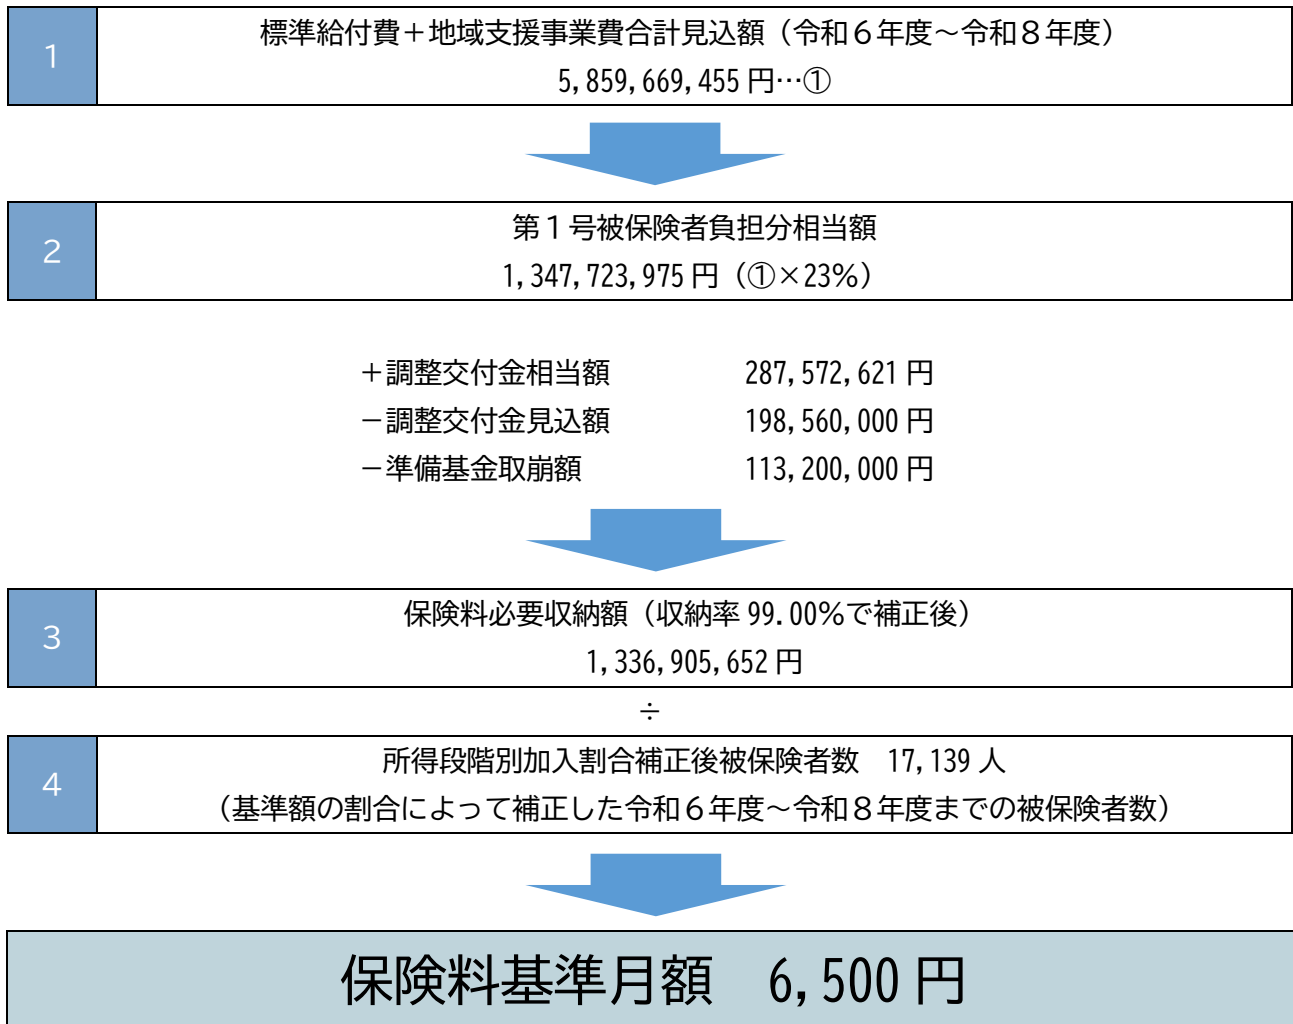 1
標準給付費＋地域支援事業費合計見込額（令和６年度～令和８年度）
5,859,669,455 円…①
2
第１号被保険者負担分相当額
1,347,723,975 円（①×23％）
＋調整交付金相当額　287,572,621 円
－調整交付金見込額　198,560,000 円
－準備基金取崩額　113,200,000 円
3
保険料必要収納額（収納率 99.00％で補正後）
1,336,905,652 円
÷
4
所得段階別加入割合補正後被保険者数　17,139 人
（基準額の割合によって補正した令和６年度～令和８年度までの被保険者数）
保険料基準月額　6,500 円